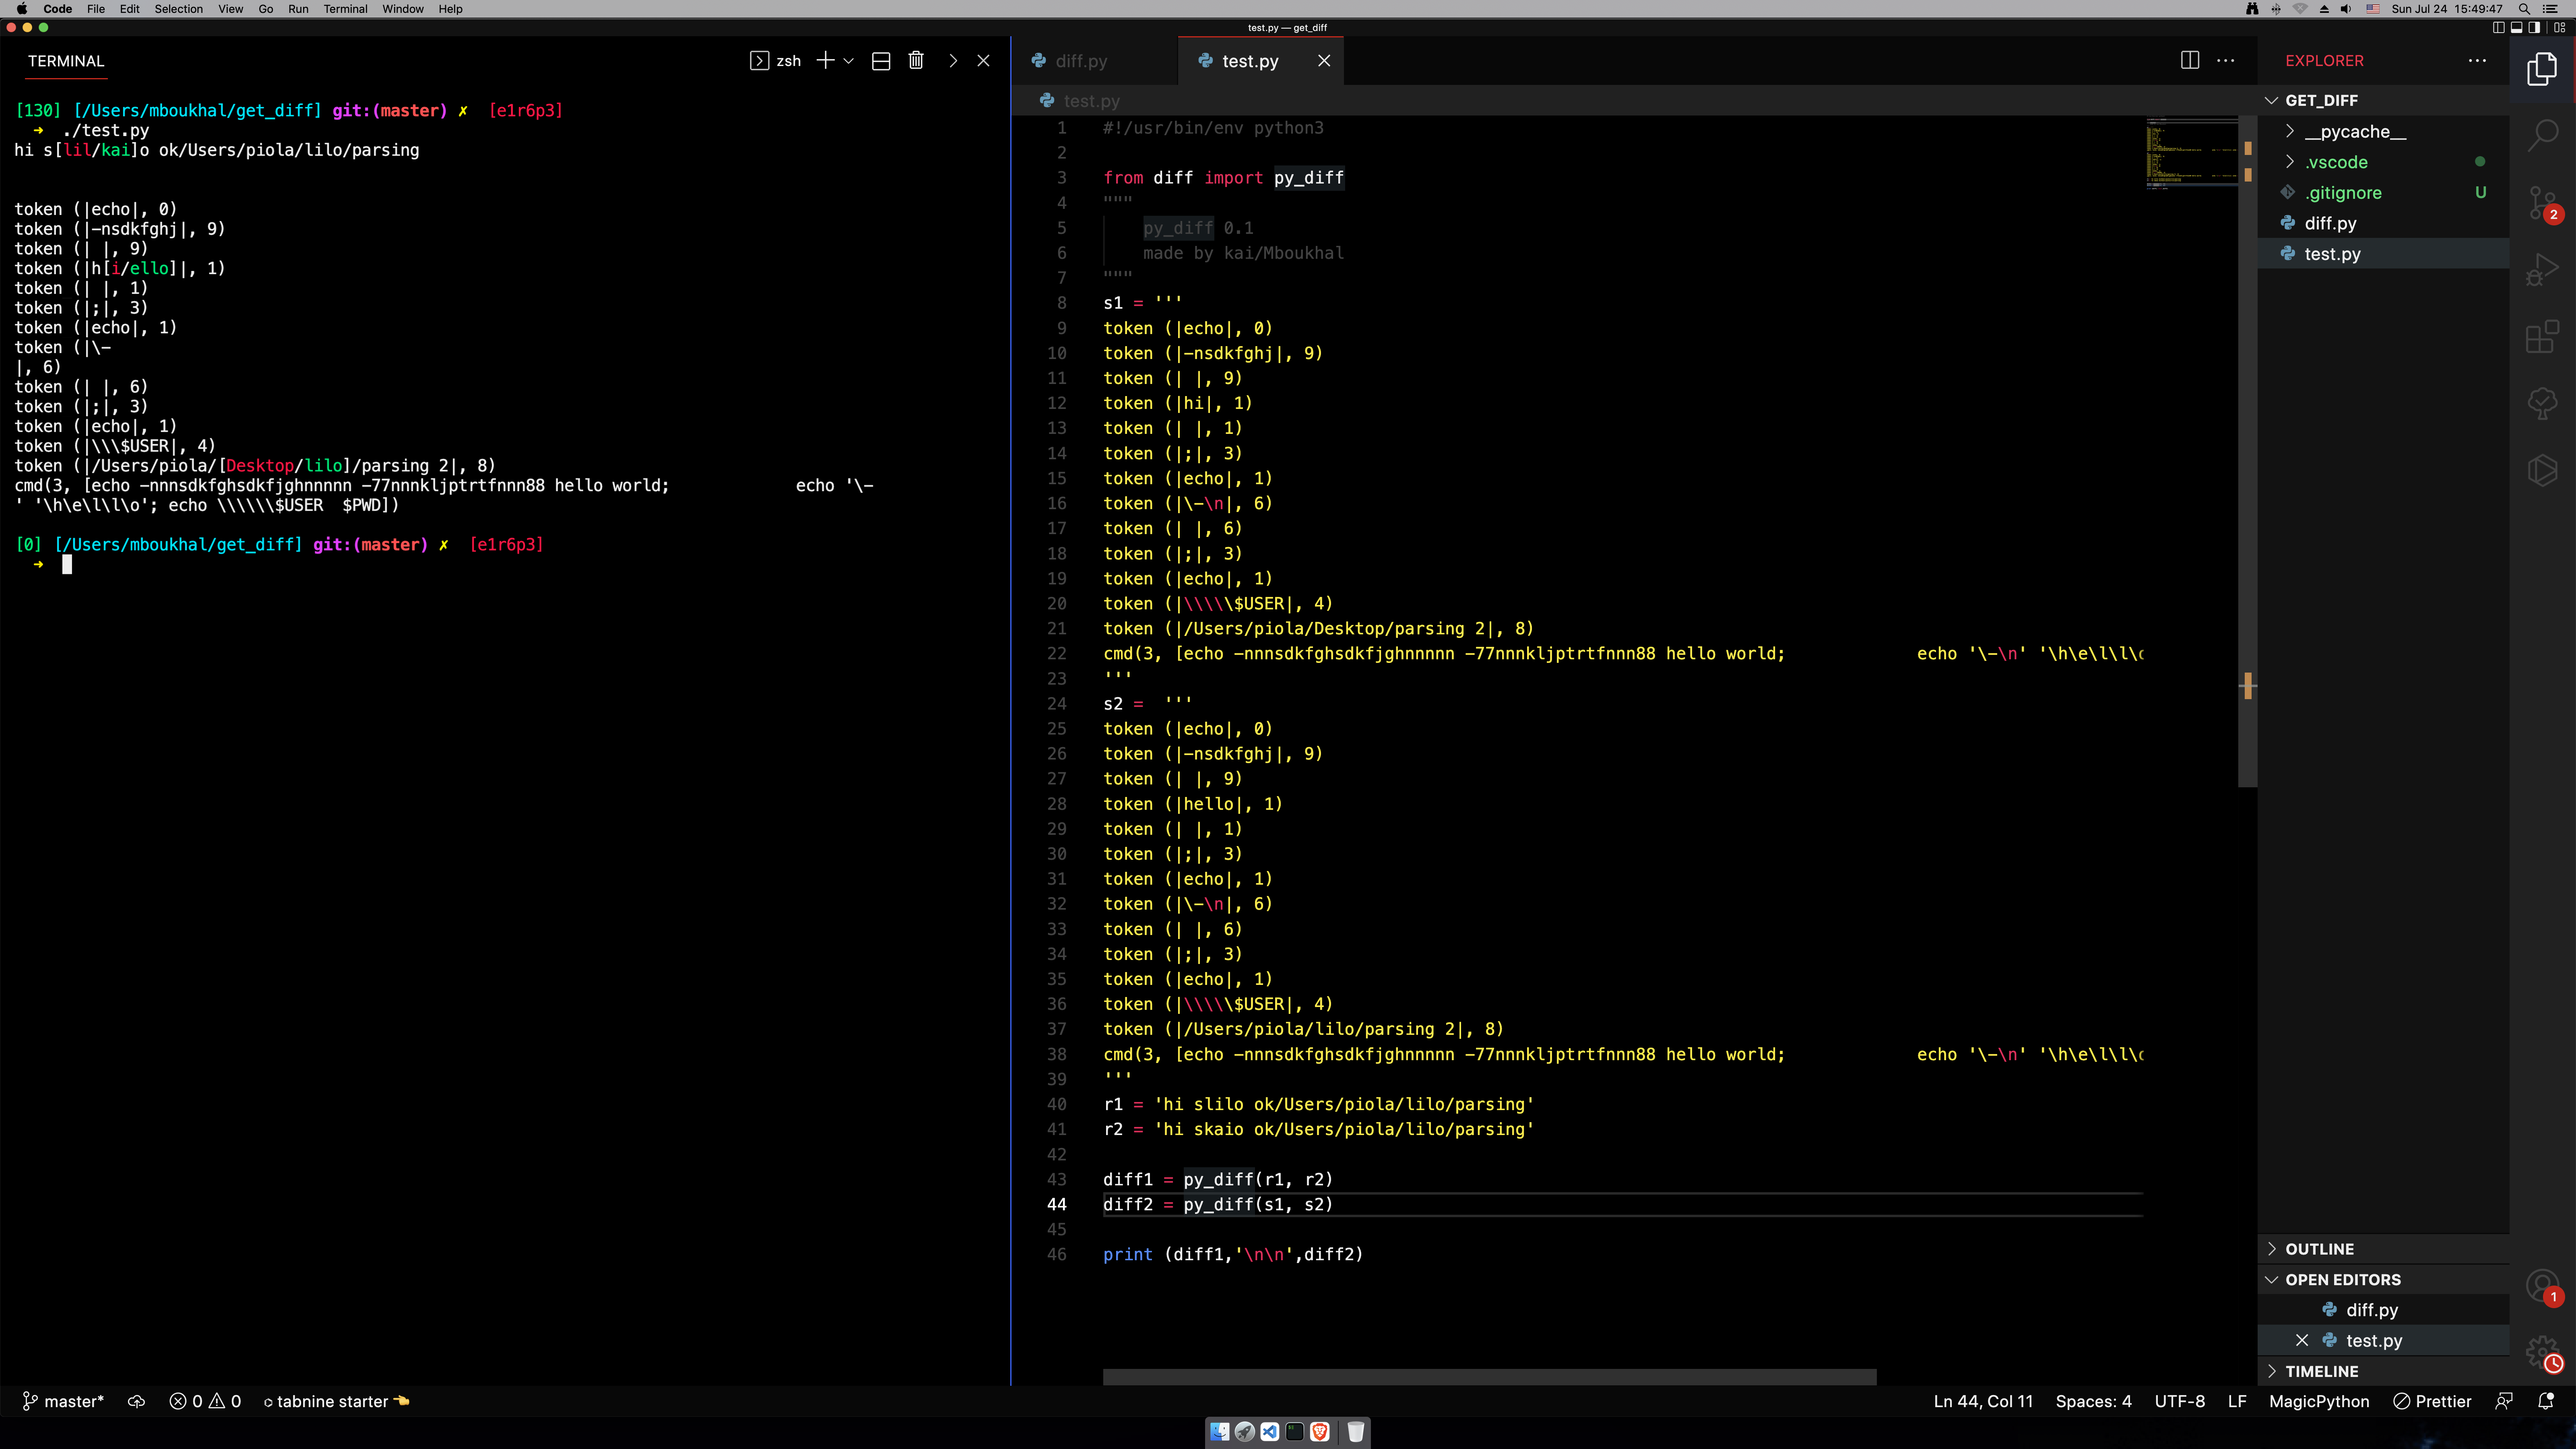 Code File Edit Selection View Go Run Terminal Window Help
Sun Jul 24 15:49:47
test.py — get_diff
TERMINAL
zsh
[130] [/Users/mboukhal/get_diff] git:(master) ✗ [e1r6p3]
➜ ./test.py
hi s[lil/kai]o ok/Users/piola/lilo/parsing
token (|echo|, 0)
token (|-nsdkfghj|, 9)
token (| |, 9)
token (|h[i/ello]|, 1)
token (| |, 1)
token (|;|, 3)
token (|echo|, 1)
token (|\-
|, 6)
token (| |, 6)
token (|;|, 3)
token (|echo|, 1)
token (|\\\$USER|, 4)
token (|/Users/piola/[Desktop/lilo]/parsing 2|, 8)
cmd(3, [echo -nnnsdkfghsdkfjghnnnnnn -77nnnkljptrtfnnn88 hello world;             echo '\-
' '\h\e\l\l\o'; echo \\\\\\$USER  $PWD])
[0] [/Users/mboukhal/get_diff] git:(master) ✗ [e1r6p3]
➜
diff.py
test.py
test.py
1 #!/usr/bin/env python3
2
3 from diff import py_diff
4 """
5     py_diff 0.1
6     made by kai/Mboukhal
7 """
8 s1 = '''
9 token (|echo|, 0)
10 token (|-nsdkfghj|, 9)
11 token (| |, 9)
12 token (|hi|, 1)
13 token (| |, 1)
14 token (|;|, 3)
15 token (|echo|, 1)
16 token (|\-\n|, 6)
17 token (| |, 6)
18 token (|;|, 3)
19 token (|echo|, 1)
20 token (|\\\\\$USER|, 4)
21 token (|/Users/piola/Desktop/parsing 2|, 8)
22 cmd(3, [echo -nnnsdkfghsdkfjghnnnnnn -77nnnkljptrtfnnn88 hello world;             echo '\-\n' '\h\e\l\l\o
23 '''
24 s2 =  '''
25 token (|echo|, 0)
26 token (|-nsdkfghj|, 9)
27 token (| |, 9)
28 token (|hello|, 1)
29 token (| |, 1)
30 token (|;|, 3)
31 token (|echo|, 1)
32 token (|\-\n|, 6)
33 token (| |, 6)
34 token (|;|, 3)
35 token (|echo|, 1)
36 token (|\\\\\$USER|, 4)
37 token (|/Users/piola/lilo/parsing 2|, 8)
38 cmd(3, [echo -nnnsdkfghsdkfjghnnnnnn -77nnnkljptrtfnnn88 hello world;             echo '\-\n' '\h\e\l\l\o
39 '''
40 r1 = 'hi slilo ok/Users/piola/lilo/parsing'
41 r2 = 'hi skaio ok/Users/piola/lilo/parsing'
42
43 diff1 = py_diff(r1, r2)
44 diff2 = py_diff(s1, s2)
45
46 print (diff1,'\n\n',diff2)
EXPLORER
GET_DIFF
__pycache__
.vscode
.gitignore U
diff.py
test.py
OUTLINE
OPEN EDITORS
diff.py
test.py
TIMELINE
2
1
master* 0 0 tabnine starter
Ln 44, Col 11 Spaces: 4 UTF-8 LF MagicPython Prettier